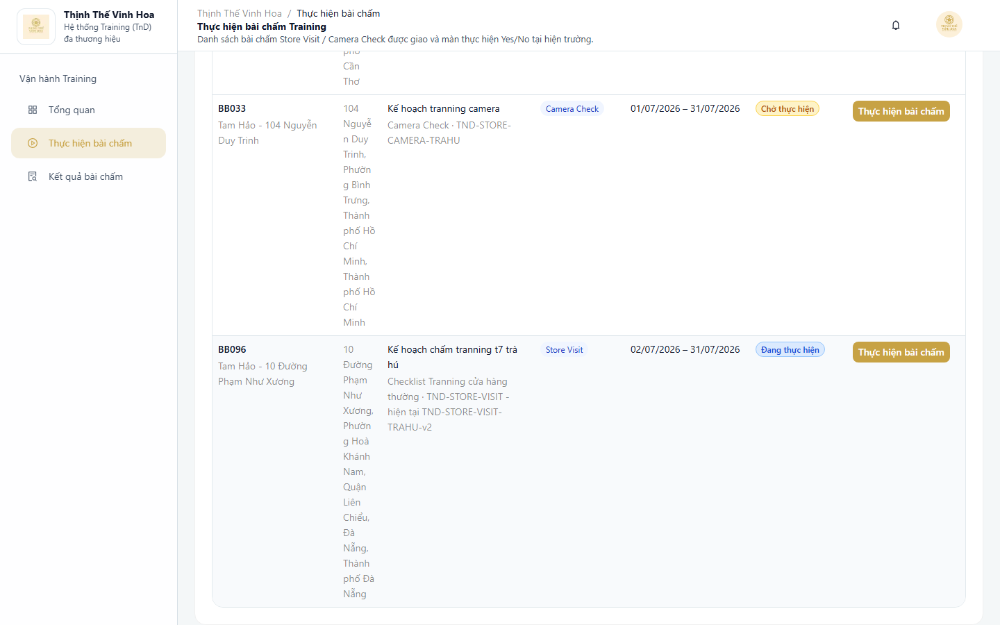 Thịnh Thế Vinh Hoa
Hệ thống Training (TnD)
đa thương hiệu
Vận hành Training
Tổng quan
Thực hiện bài chấm
Kết quả bài chấm
Thịnh Thế Vinh Hoa / Thực hiện bài chấm
Thực hiện bài chấm Training
Danh sách bài chấm Store Visit / Camera Check được giao và màn thực hiện Yes/No tại hiện trường.
phố
Cần
Thơ
BB033
Tam Hảo - 104 Nguyễn
Duy Trinh
104
Nguyễ
n Duy
Trinh,
Phườn
g Bình
Trưng,
Thành
phố Hồ
Chí
Minh,
Thành
phố Hồ
Chí
Minh
Kế hoạch tranning camera
Camera Check · TND-STORE-
CAMERA-TRAHU
Camera Check
01/07/2026 – 31/07/2026
Chờ thực hiện
Thực hiện bài chấm
BB096
Tam Hảo - 10 Đường
Phạm Như Xương
10
Đường
Phạm
Như
Xương,
Phườn
g Hoà
Khánh
Nam,
Quận
Liên
Chiểu,
Đà
Nẵng,
Thành
phố Đà
Nẵng
Kế hoạch chấm tranning t7 trà
hú
Checklist Tranning cửa hàng
thường · TND-STORE-VISIT -
hiện tại TND-STORE-VISIT-
TRAHU-v2
Store Visit
02/07/2026 – 31/07/2026
Đang thực hiện
Thực hiện bài chấm